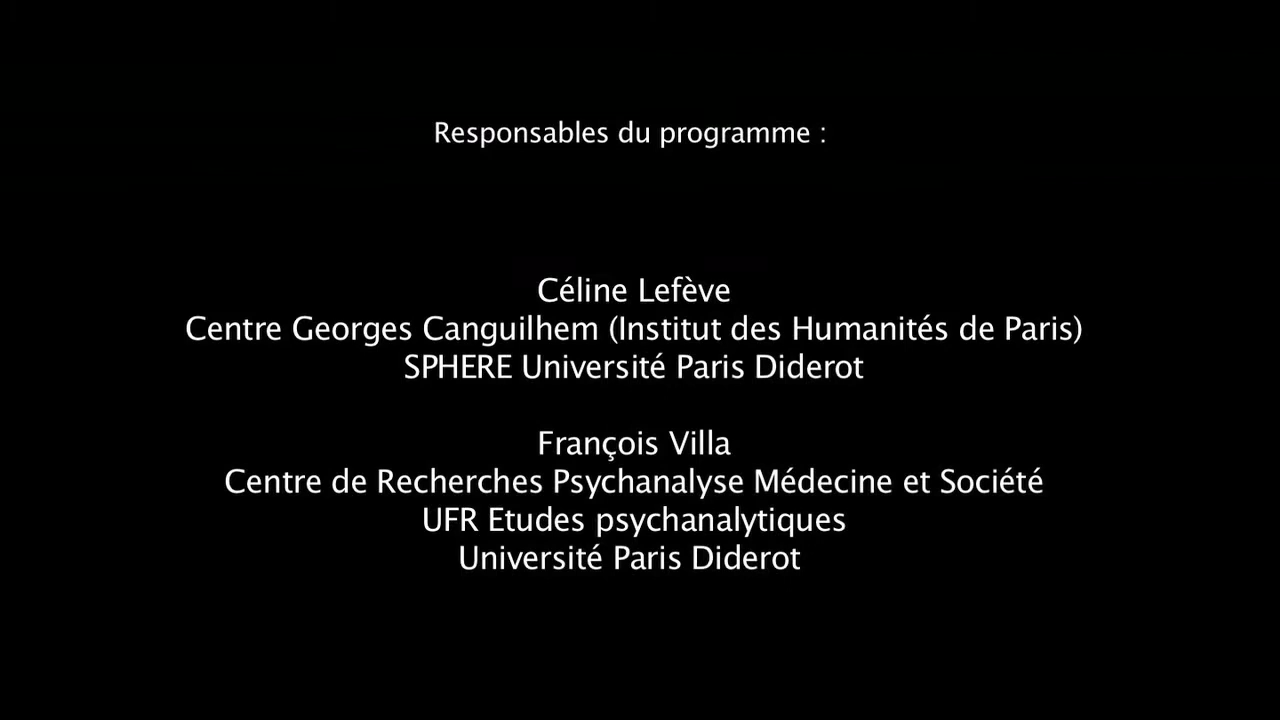 Responsables du programme :
Céline Lefève
Centre Georges Canguilhem (Institut des Humanités de Paris)
SPHERE Université Paris Diderot
François Villa
Centre de Recherches Psychanalyse Médecine et Société
UFR Etudes psychanalytiques
Université Paris Diderot